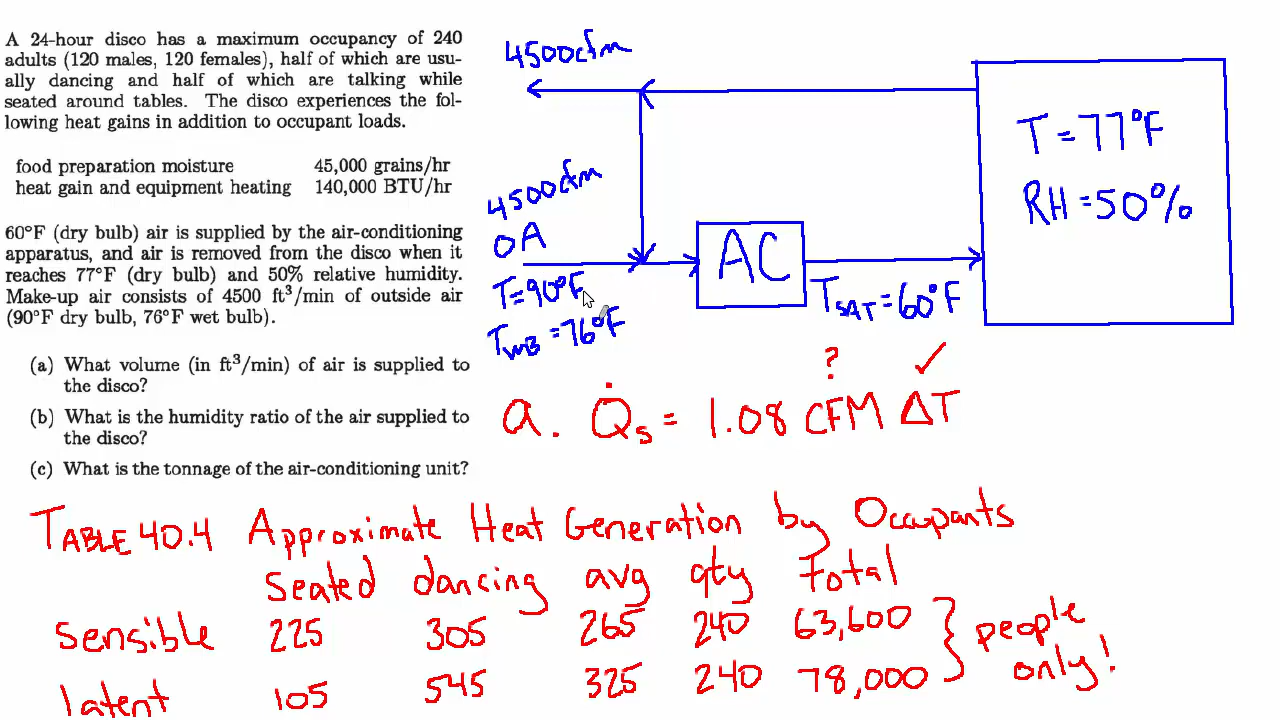 A 24-hour disco has a maximum occupancy of 240
adults (120 males, 120 females), half of which are usu-
ally dancing and half of which are talking while
seated around tables. The disco experiences the fol-
lowing heat gains in addition to occupant loads.
food preparation moisture 45,000 grains/hr
heat gain and equipment heating 140,000 BTU/hr
60°F (dry bulb) air is supplied by the air-conditioning
apparatus, and air is removed from the disco when it
reaches 77°F (dry bulb) and 50% relative humidity.
Make-up air consists of 4500 ft³/min of outside air
(90°F dry bulb, 76°F wet bulb).
(a) What volume (in ft³/min) of air is supplied to
the disco?
(b) What is the humidity ratio of the air supplied to
the disco?
(c) What is the tonnage of the air-conditioning unit?
4500cfm
4500cfm
OA
T=90°F
T_WB=76°F
AC
T_SAT=60°F
T=77°F
RH=50%
? ✓
a. Q̇_s = 1.08 CFM ΔT
TABLE 40.4 Approximate Heat Generation by Occupants
Seated dancing avg qty Total
Sensible 225 305 265 240 63,600
latent 105 545 325 240 78,000
people
only!